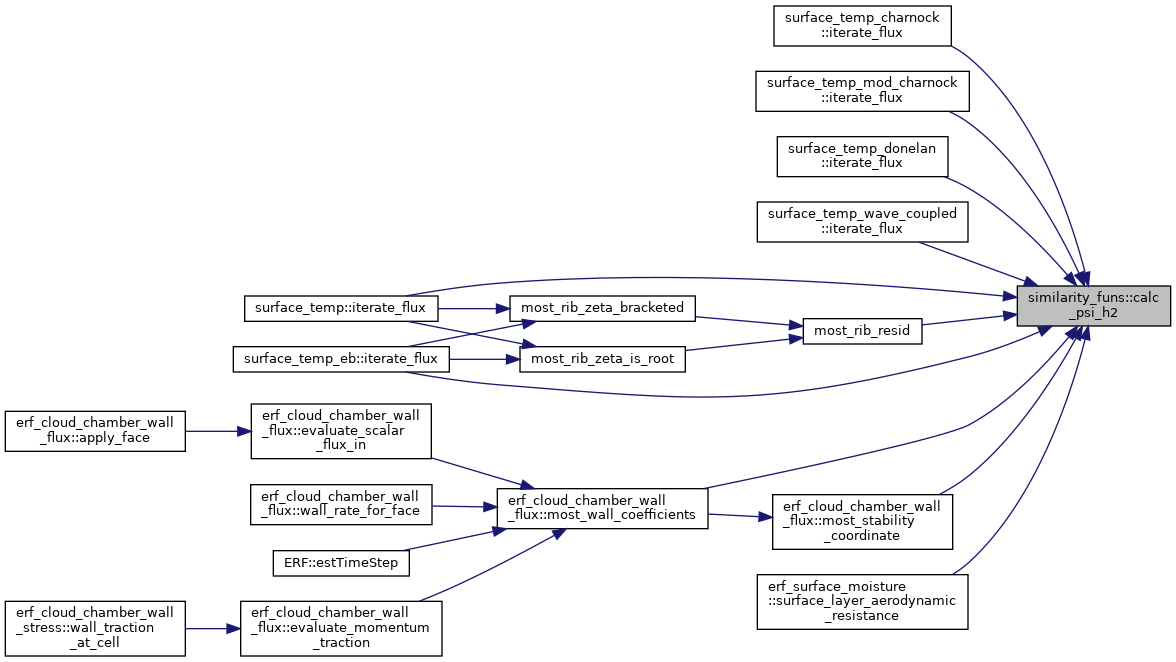 surface_temp_charnock
::iterate_flux
surface_temp_mod_charnock
::iterate_flux
surface_temp_donelan
::iterate_flux
surface_temp_wave_coupled
::iterate_flux
similarity_funs::calc
_psi_h2
surface_temp::iterate_flux
most_rib_zeta_bracketed
most_rib_resid
surface_temp_eb::iterate_flux
most_rib_zeta_is_root
erf_cloud_chamber_wall
_flux::apply_face
erf_cloud_chamber_wall
_flux::evaluate_scalar
_flux_in
erf_cloud_chamber_wall
_flux::wall_rate_for_face
erf_cloud_chamber_wall
_flux::most_wall_coefficients
erf_cloud_chamber_wall
_flux::most_stability
_coordinate
ERF::estTimeStep
erf_surface_moisture
::surface_layer_aerodynamic
_resistance
erf_cloud_chamber_wall
_stress::wall_traction
_at_cell
erf_cloud_chamber_wall
_flux::evaluate_momentum
_traction